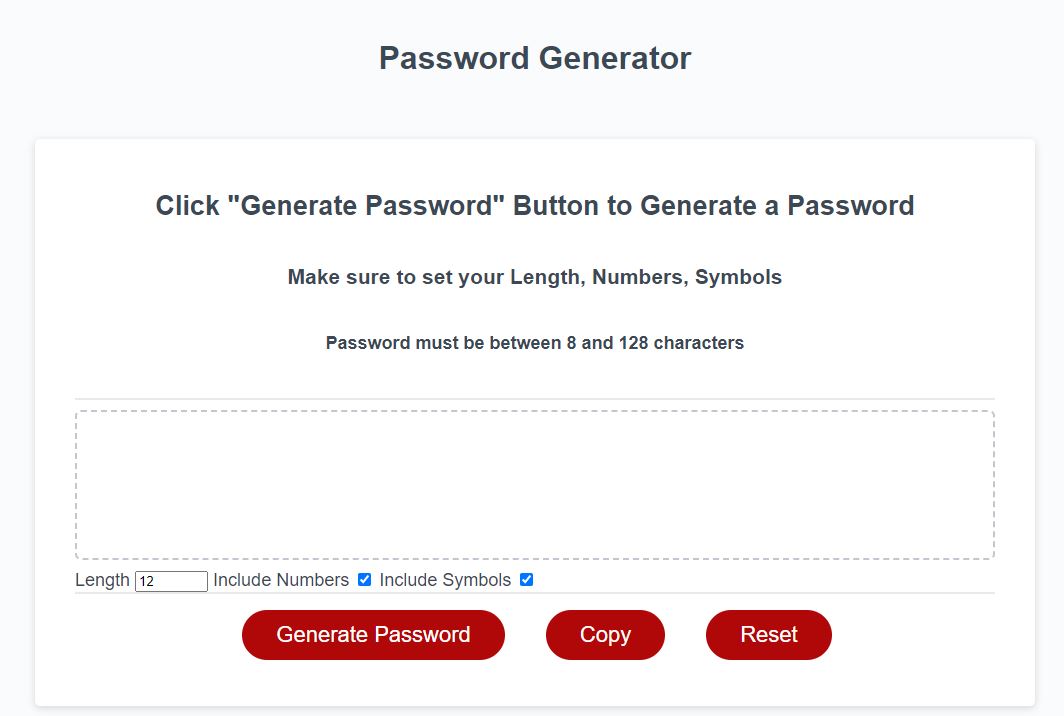 Password Generator
Click "Generate Password" Button to Generate a Password
Make sure to set your Length, Numbers, Symbols
Password must be between 8 and 128 characters
Length 12 Include Numbers Include Symbols
Generate Password Copy Reset